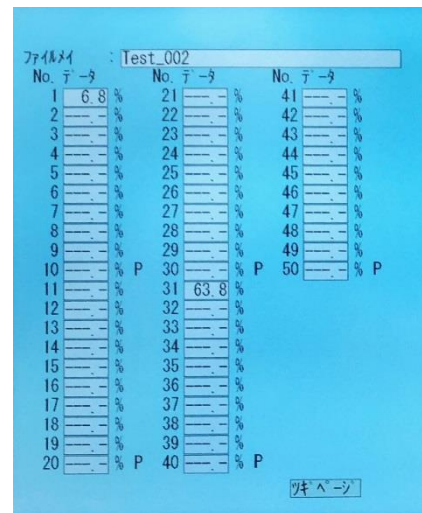 ﾌｧｲﾙﾒｲ : Test_002
No. ﾃﾞｰﾀ No. ﾃﾞｰﾀ No. ﾃﾞｰﾀ
1 6.8 % 21 ---.- % 41 ---.- %
2 ---.- % 22 ---.- % 42 ---.- %
3 ---.- % 23 ---.- % 43 ---.- %
4 ---.- % 24 ---.- % 44 ---.- %
5 ---.- % 25 ---.- % 45 ---.- %
6 ---.- % 26 ---.- % 46 ---.- %
7 ---.- % 27 ---.- % 47 ---.- %
8 ---.- % 28 ---.- % 48 ---.- %
9 ---.- % 29 ---.- % 49 ---.- %
10 ---.- % P 30 ---.- % P 50 ---.- % P
11 ---.- % 31 63.8 %
12 ---.- % 32 ---.- %
13 ---.- % 33 ---.- %
14 ---.- % 34 ---.- %
15 ---.- % 35 ---.- %
16 ---.- % 36 ---.- %
17 ---.- % 37 ---.- %
18 ---.- % 38 ---.- %
19 ---.- % 39 ---.- %
20 ---.- % P 40 ---.- % P
ﾂｷﾞﾍﾟｰｼﾞ